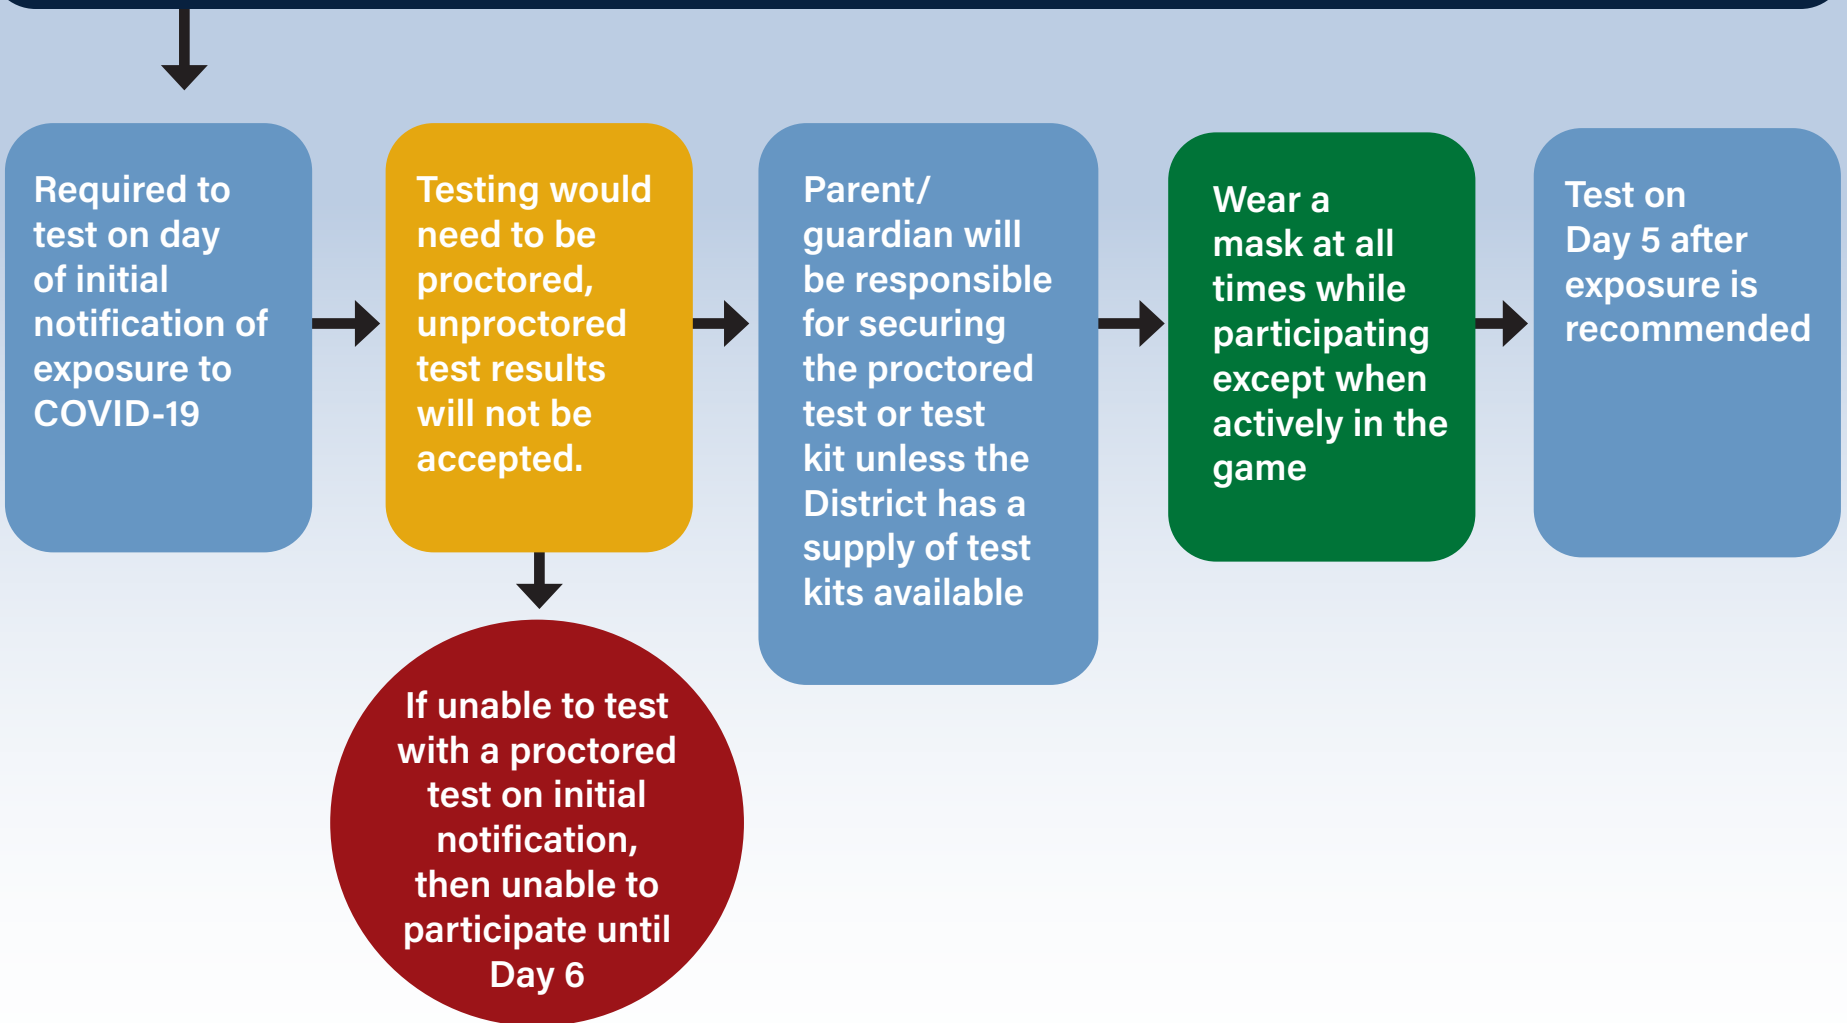 Required to
test on day
of initial
notification of
exposure to
COVID-19
Testing would
need to be
proctored,
unproctored
test results
will not be
accepted.
Parent/
guardian will
be responsible
for securing
the proctored
test or test
kit unless the
District has a
supply of test
kits available
Wear a
mask at all
times while
participating
except when
actively in the
game
Test on
Day 5 after
exposure is
recommended
If unable to test
with a proctored
test on initial
notification,
then unable to
participate until
Day 6